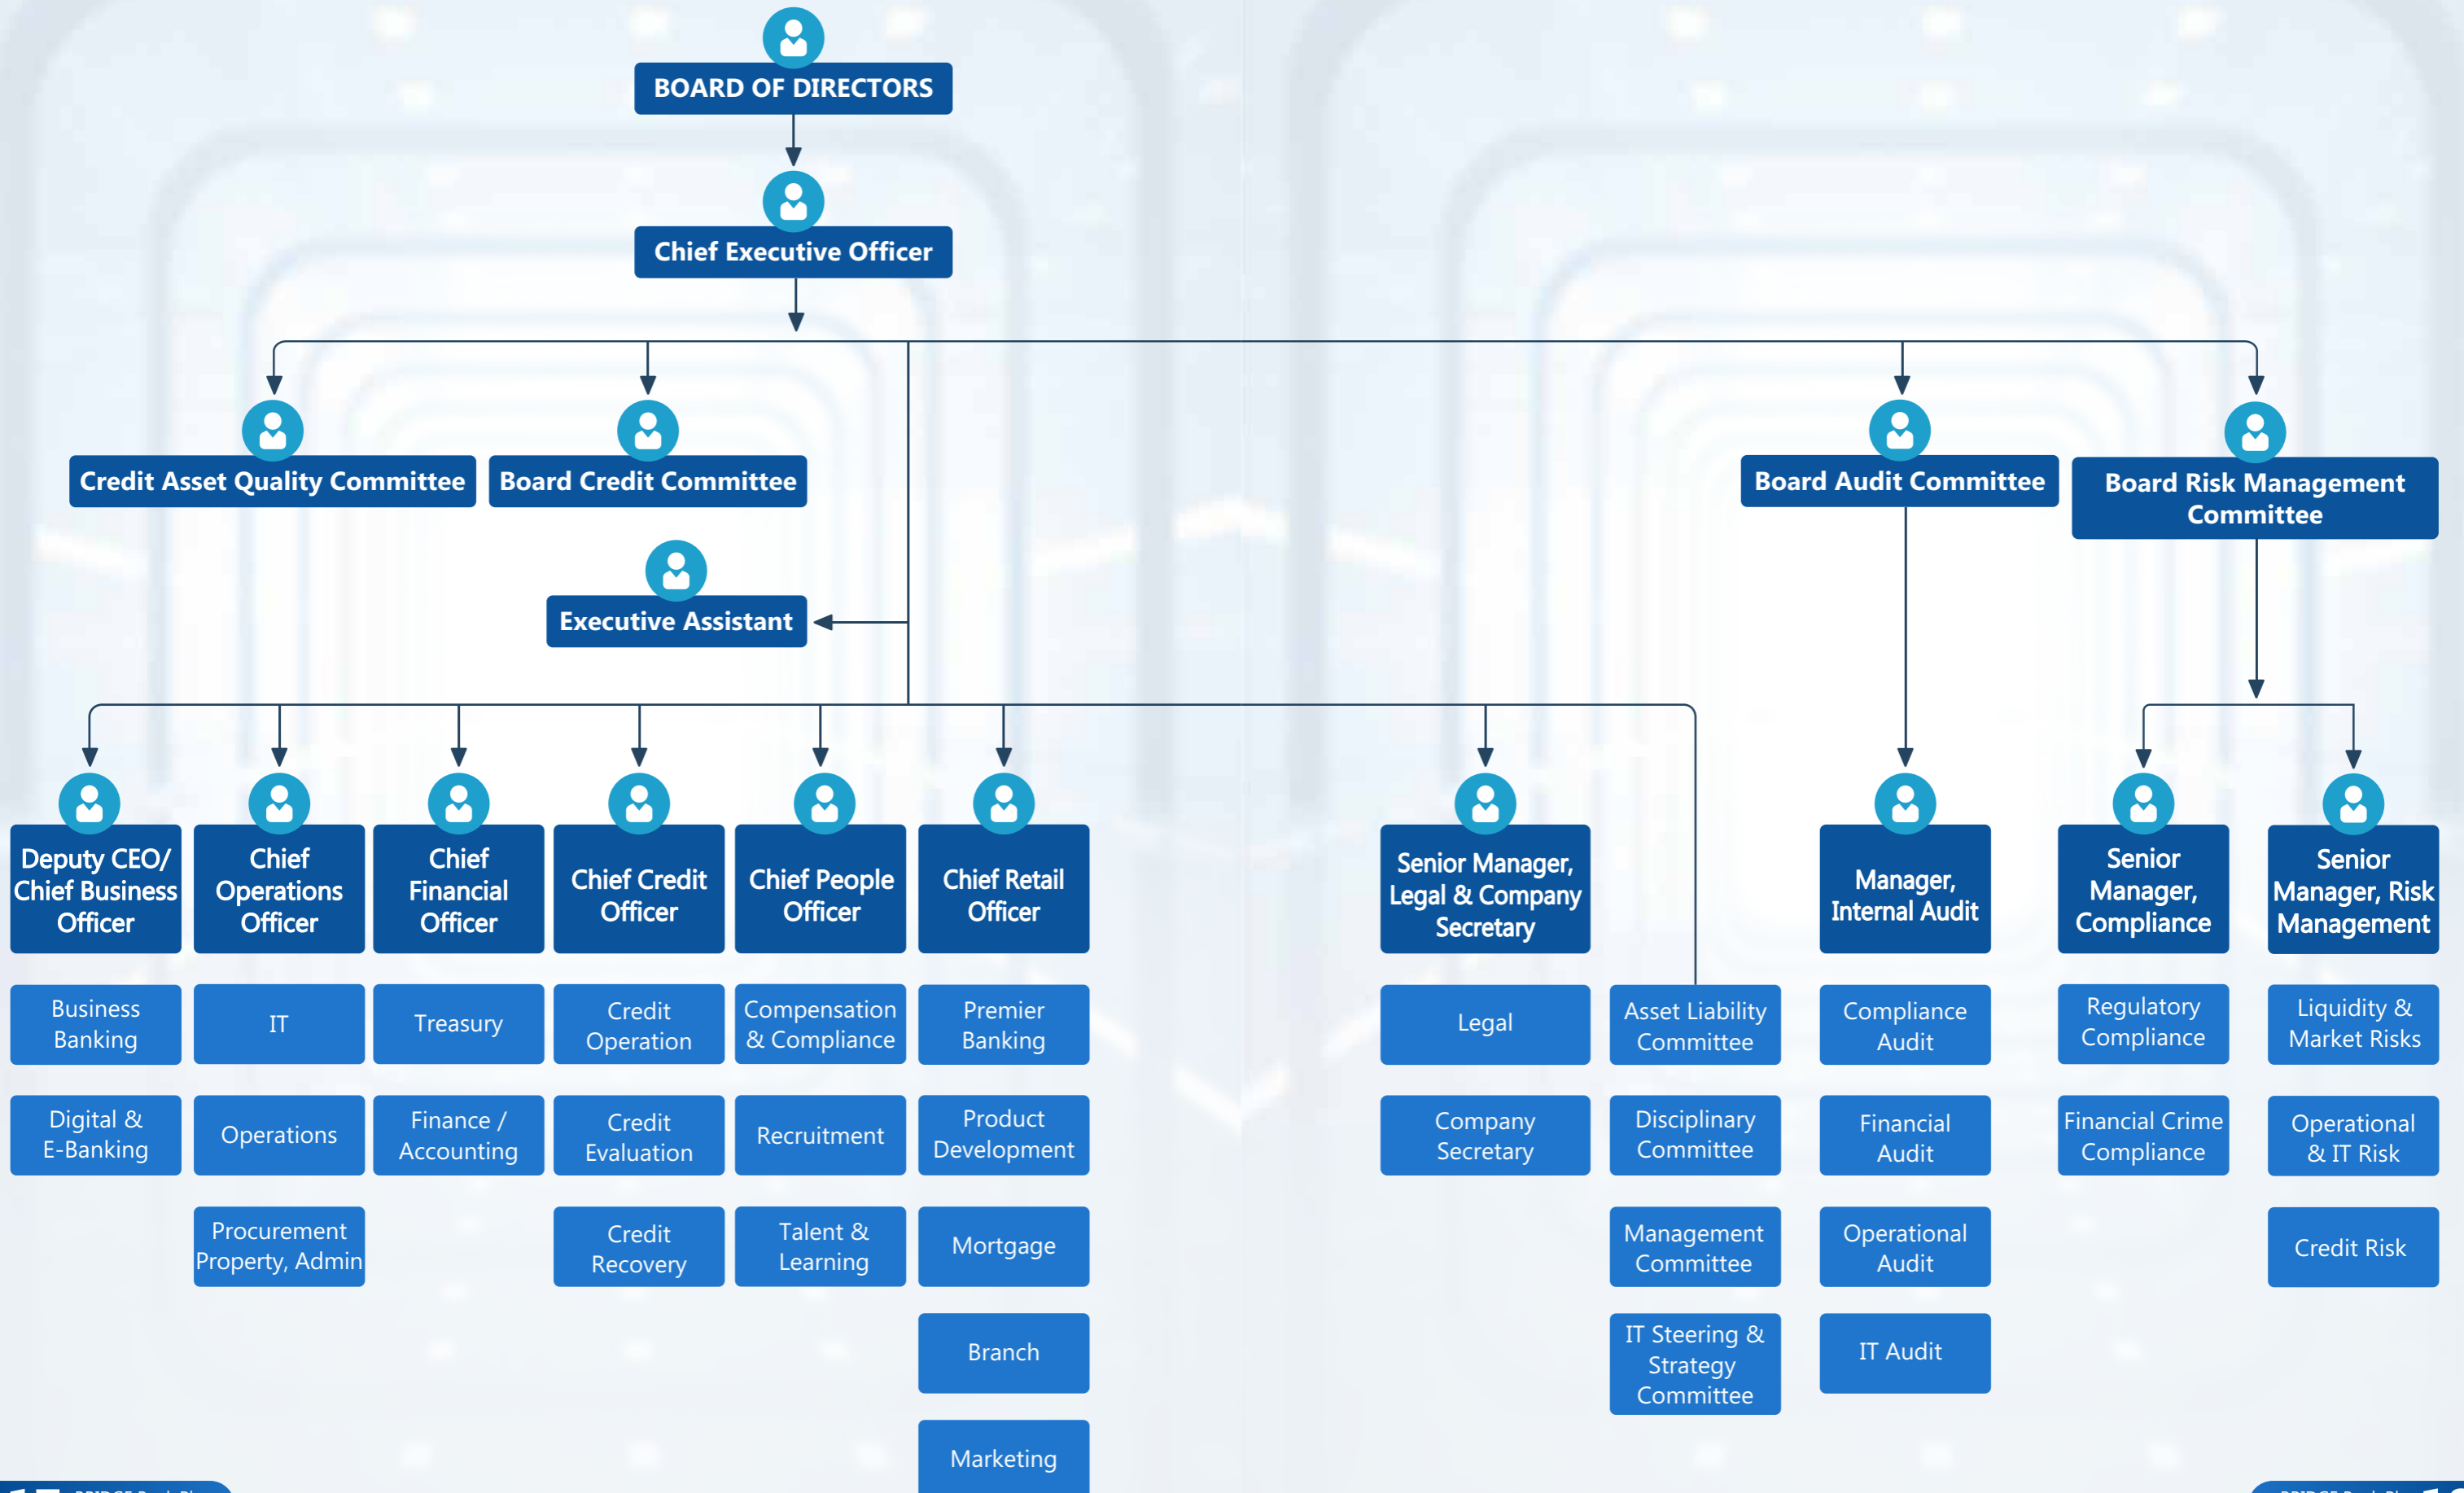 BOARD OF DIRECTORS
Chief Executive Officer
Credit Asset Quality Committee
Board Credit Committee
Board Audit Committee
Board Risk Management
Committee
Executive Assistant
Deputy CEO/
Chief Business
Officer
Chief
Operations
Officer
Chief
Financial
Officer
Chief Credit
Officer
Chief People
Officer
Chief Retail
Officer
Senior Manager,
Legal & Company
Secretary
Manager,
Internal Audit
Senior
Manager,
Compliance
Senior
Manager, Risk
Management
Business
Banking
IT
Treasury
Credit
Operation
Compensation
& Compliance
Premier
Banking
Legal
Asset Liability
Committee
Compliance
Audit
Regulatory
Compliance
Liquidity &
Market Risks
Digital &
E-Banking
Operations
Finance /
Accounting
Credit
Evaluation
Recruitment
Product
Development
Company
Secretary
Disciplinary
Committee
Financial
Audit
Financial Crime
Compliance
Operational
& IT Risk
Procurement
Property, Admin
Credit
Recovery
Talent &
Learning
Mortgage
Management
Committee
Operational
Audit
Credit Risk
Branch
IT Steering &
Strategy
Committee
IT Audit
Marketing